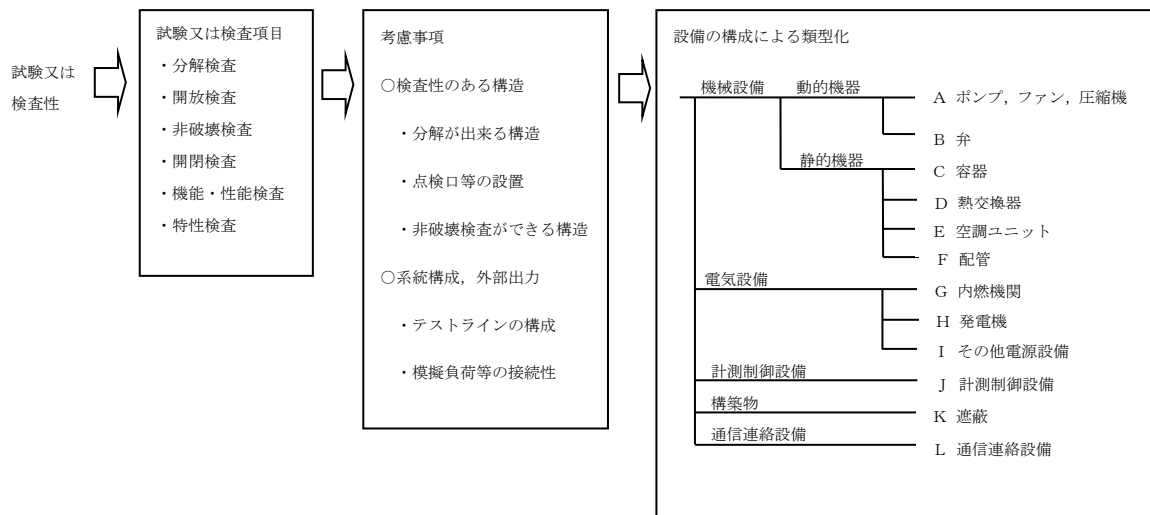 試験又は
検査性
試験又は検査項目
・分解検査
・開放検査
・非破壊検査
・開閉検査
・機能・性能検査
・特性検査
考慮事項
○検査性のある構造
・分解が出来る構造
・点検口等の設置
・非破壊検査ができる構造
○系統構成，外部出力
・テストラインの構成
・模擬負荷等の接続性
設備の構成による類型化
機械設備
動的機器
A ポンプ，ファン，圧縮機
B 弁
静的機器
C 容器
D 熱交換器
E 空調ユニット
F 配管
電気設備
G 内燃機関
H 発電機
I その他電源設備
計測制御設備
J 計測制御設備
構築物
K 遮蔽
通信連絡設備
L 通信連絡設備